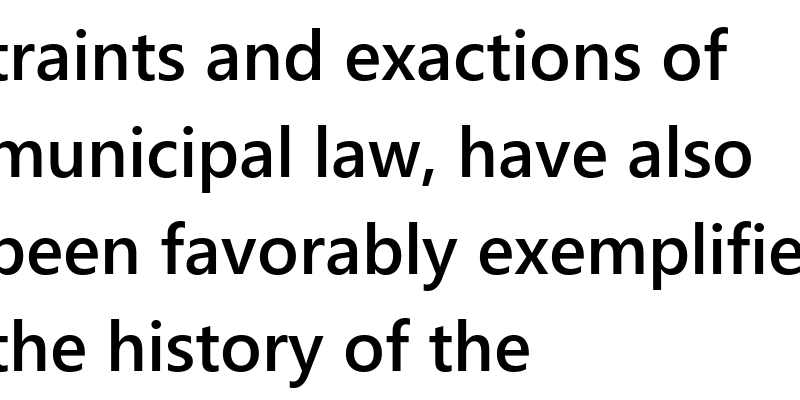 traints and exactions of
municipal law, have also
been favorably exemplifie
the history of the